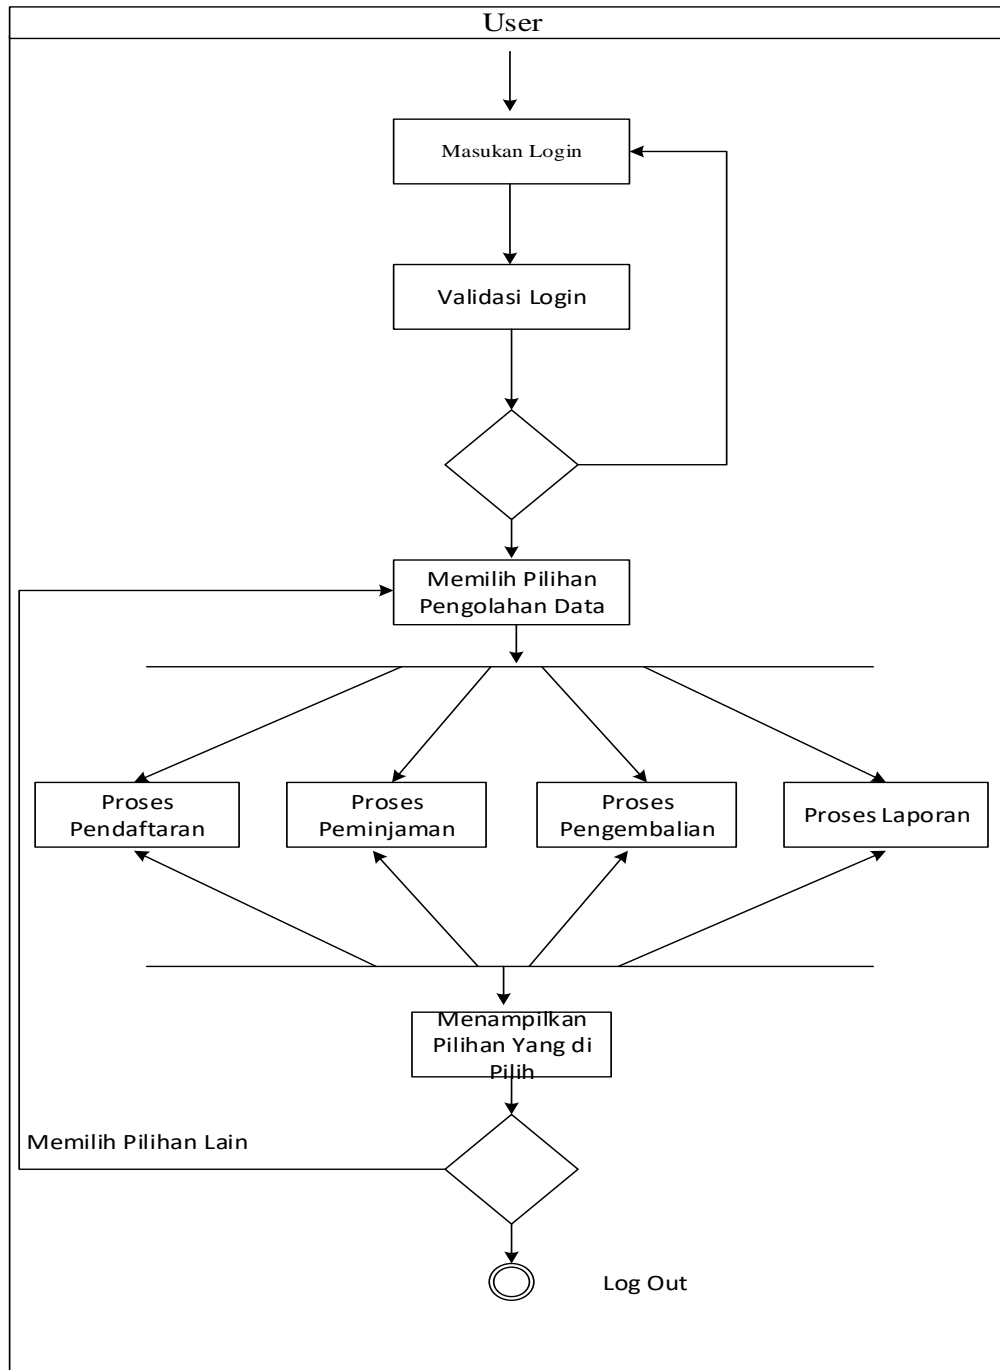 User
Masukan Login
Validasi Login
Memilih Pilihan
Pengolahan Data
Proses
Pendaftaran
Proses
Peminjaman
Proses
Pengembalian
Proses Laporan
Menampilkan
Pilihan Yang di
Pilih
Memilih Pilihan Lain
Log Out